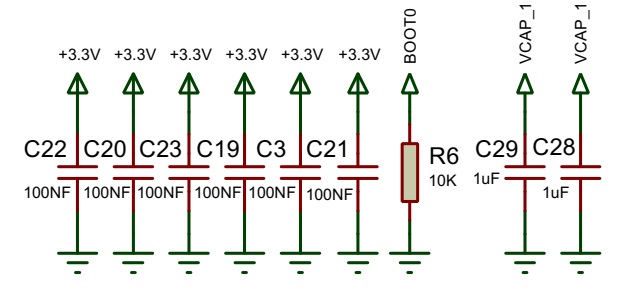 +3.3V +3.3V +3.3V +3.3V +3.3V +3.3V
BOOT0
VCAP_1
VCAP_1
C22 C20 C23 C19 C3 C21
100NF 100NF 100NF 100NF 100NF 100NF
R6
10K
C29
1uF
C28
1uF